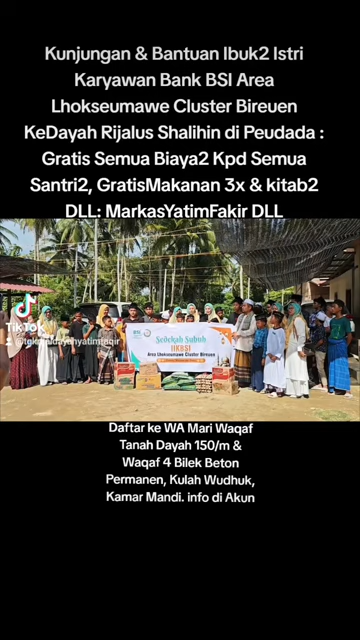 Kunjungan & Bantuan Ibuk2 Istri
Karyawan Bank BSI Area
Lhokseumawe Cluster Bireuen
KeDayah Rijalus Shalihin di Peudada :
Gratis Semua Biaya2 Kpd Semua
Santri2, GratisMakanan 3x & kitab2
DLL: MarkasYatimFakir DLL
TikTok
BSI
Sedekah Subuh
IIKBSI
Area Lhokseumawe Cluster Bireuen
Daftar ke WA Mari Waqaf
Tanah Dayah 150/m &
Waqaf 4 Bilek Beton
Permanen, Kulah Wudhuk,
Kamar Mandi. info di Akun